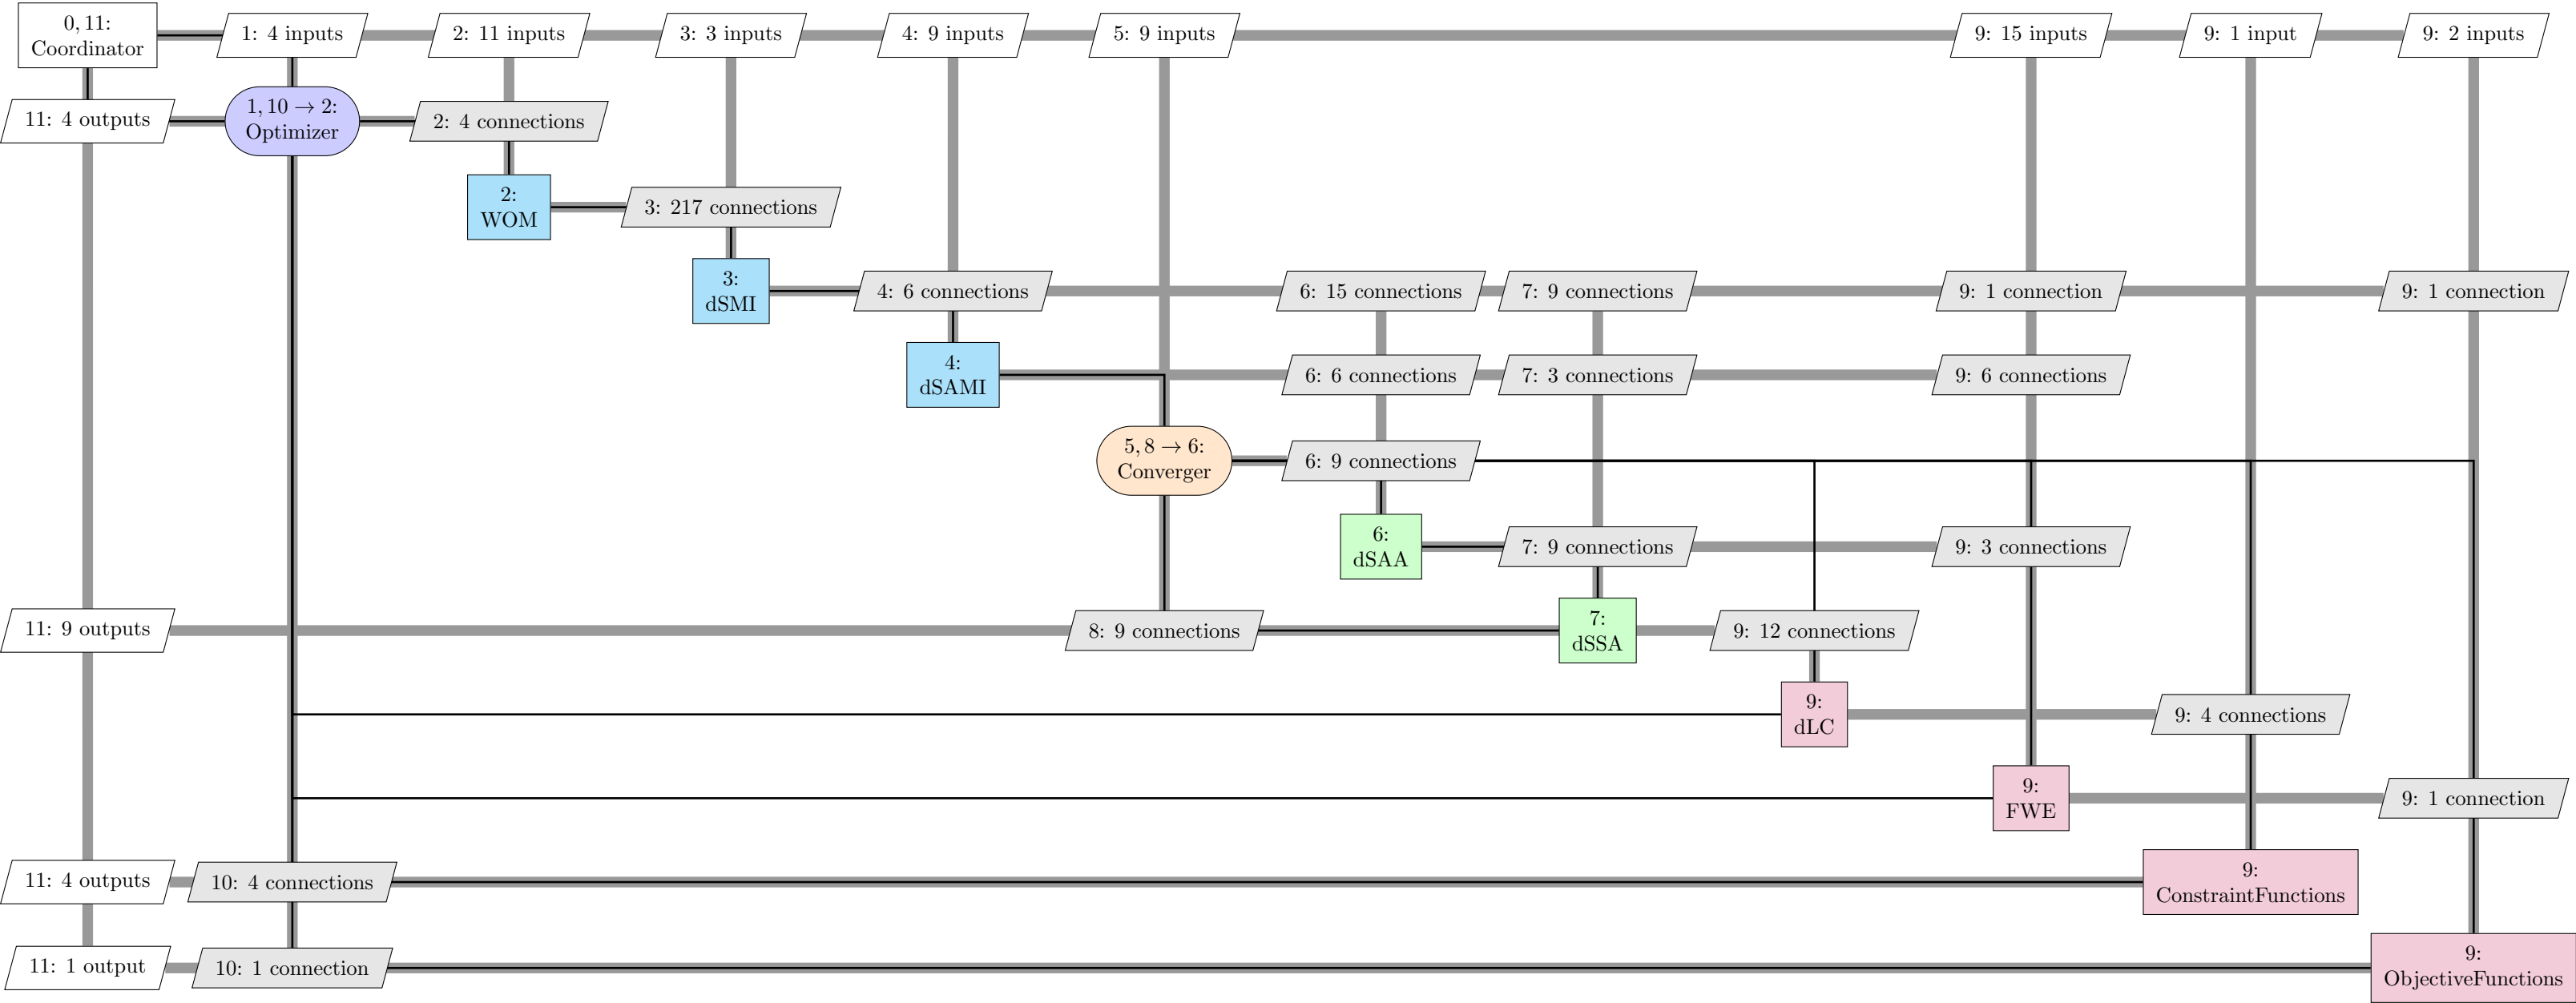 0, 11:
Coordinator
1: 4 inputs
2: 11 inputs
3: 3 inputs
4: 9 inputs
5: 9 inputs
9: 15 inputs
9: 1 input
9: 2 inputs
11: 4 outputs
1, 10 → 2:
Optimizer
2: 4 connections
2:
WOM
3: 217 connections
3:
dSMI
4: 6 connections
6: 15 connections
7: 9 connections
9: 1 connection
9: 1 connection
4:
dSAMI
6: 6 connections
7: 3 connections
9: 6 connections
5, 8 → 6:
Converger
6: 9 connections
6:
dSAA
7: 9 connections
9: 3 connections
11: 9 outputs
8: 9 connections
7:
dSSA
9: 12 connections
9:
dLC
9: 4 connections
9:
FWE
9: 1 connection
11: 4 outputs
10: 4 connections
9:
ConstraintFunctions
11: 1 output
10: 1 connection
9:
ObjectiveFunctions